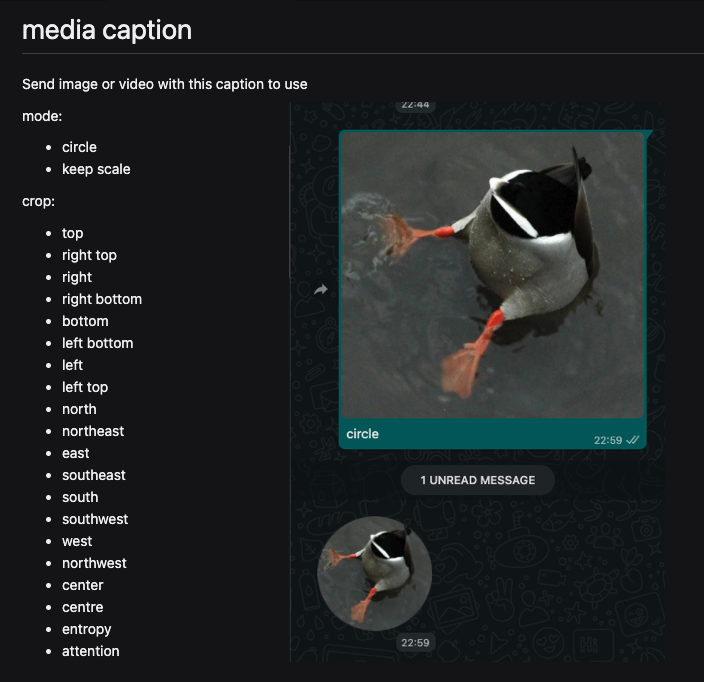 media caption
Send image or video with this caption to use
mode:
circle
keep scale
crop:
top
right top
right
right bottom
bottom
left bottom
left
left top
north
northeast
east
southeast
south
southwest
west
northwest
center
centre
entropy
attention
22:44
circle
22:59
1 UNREAD MESSAGE
22:59